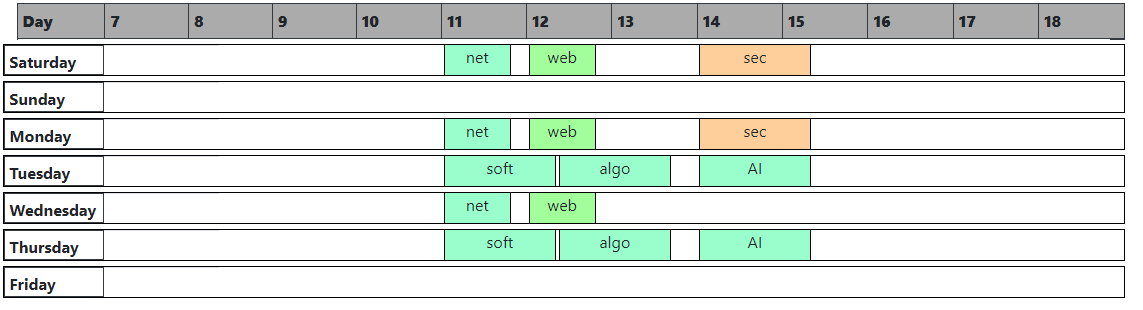 Day 7 8 9 10 11 12 13 14 15 16 17 18
Saturday net web sec
Sunday
Monday net web sec
Tuesday soft algo AI
Wednesday net web
Thursday soft algo AI
Friday